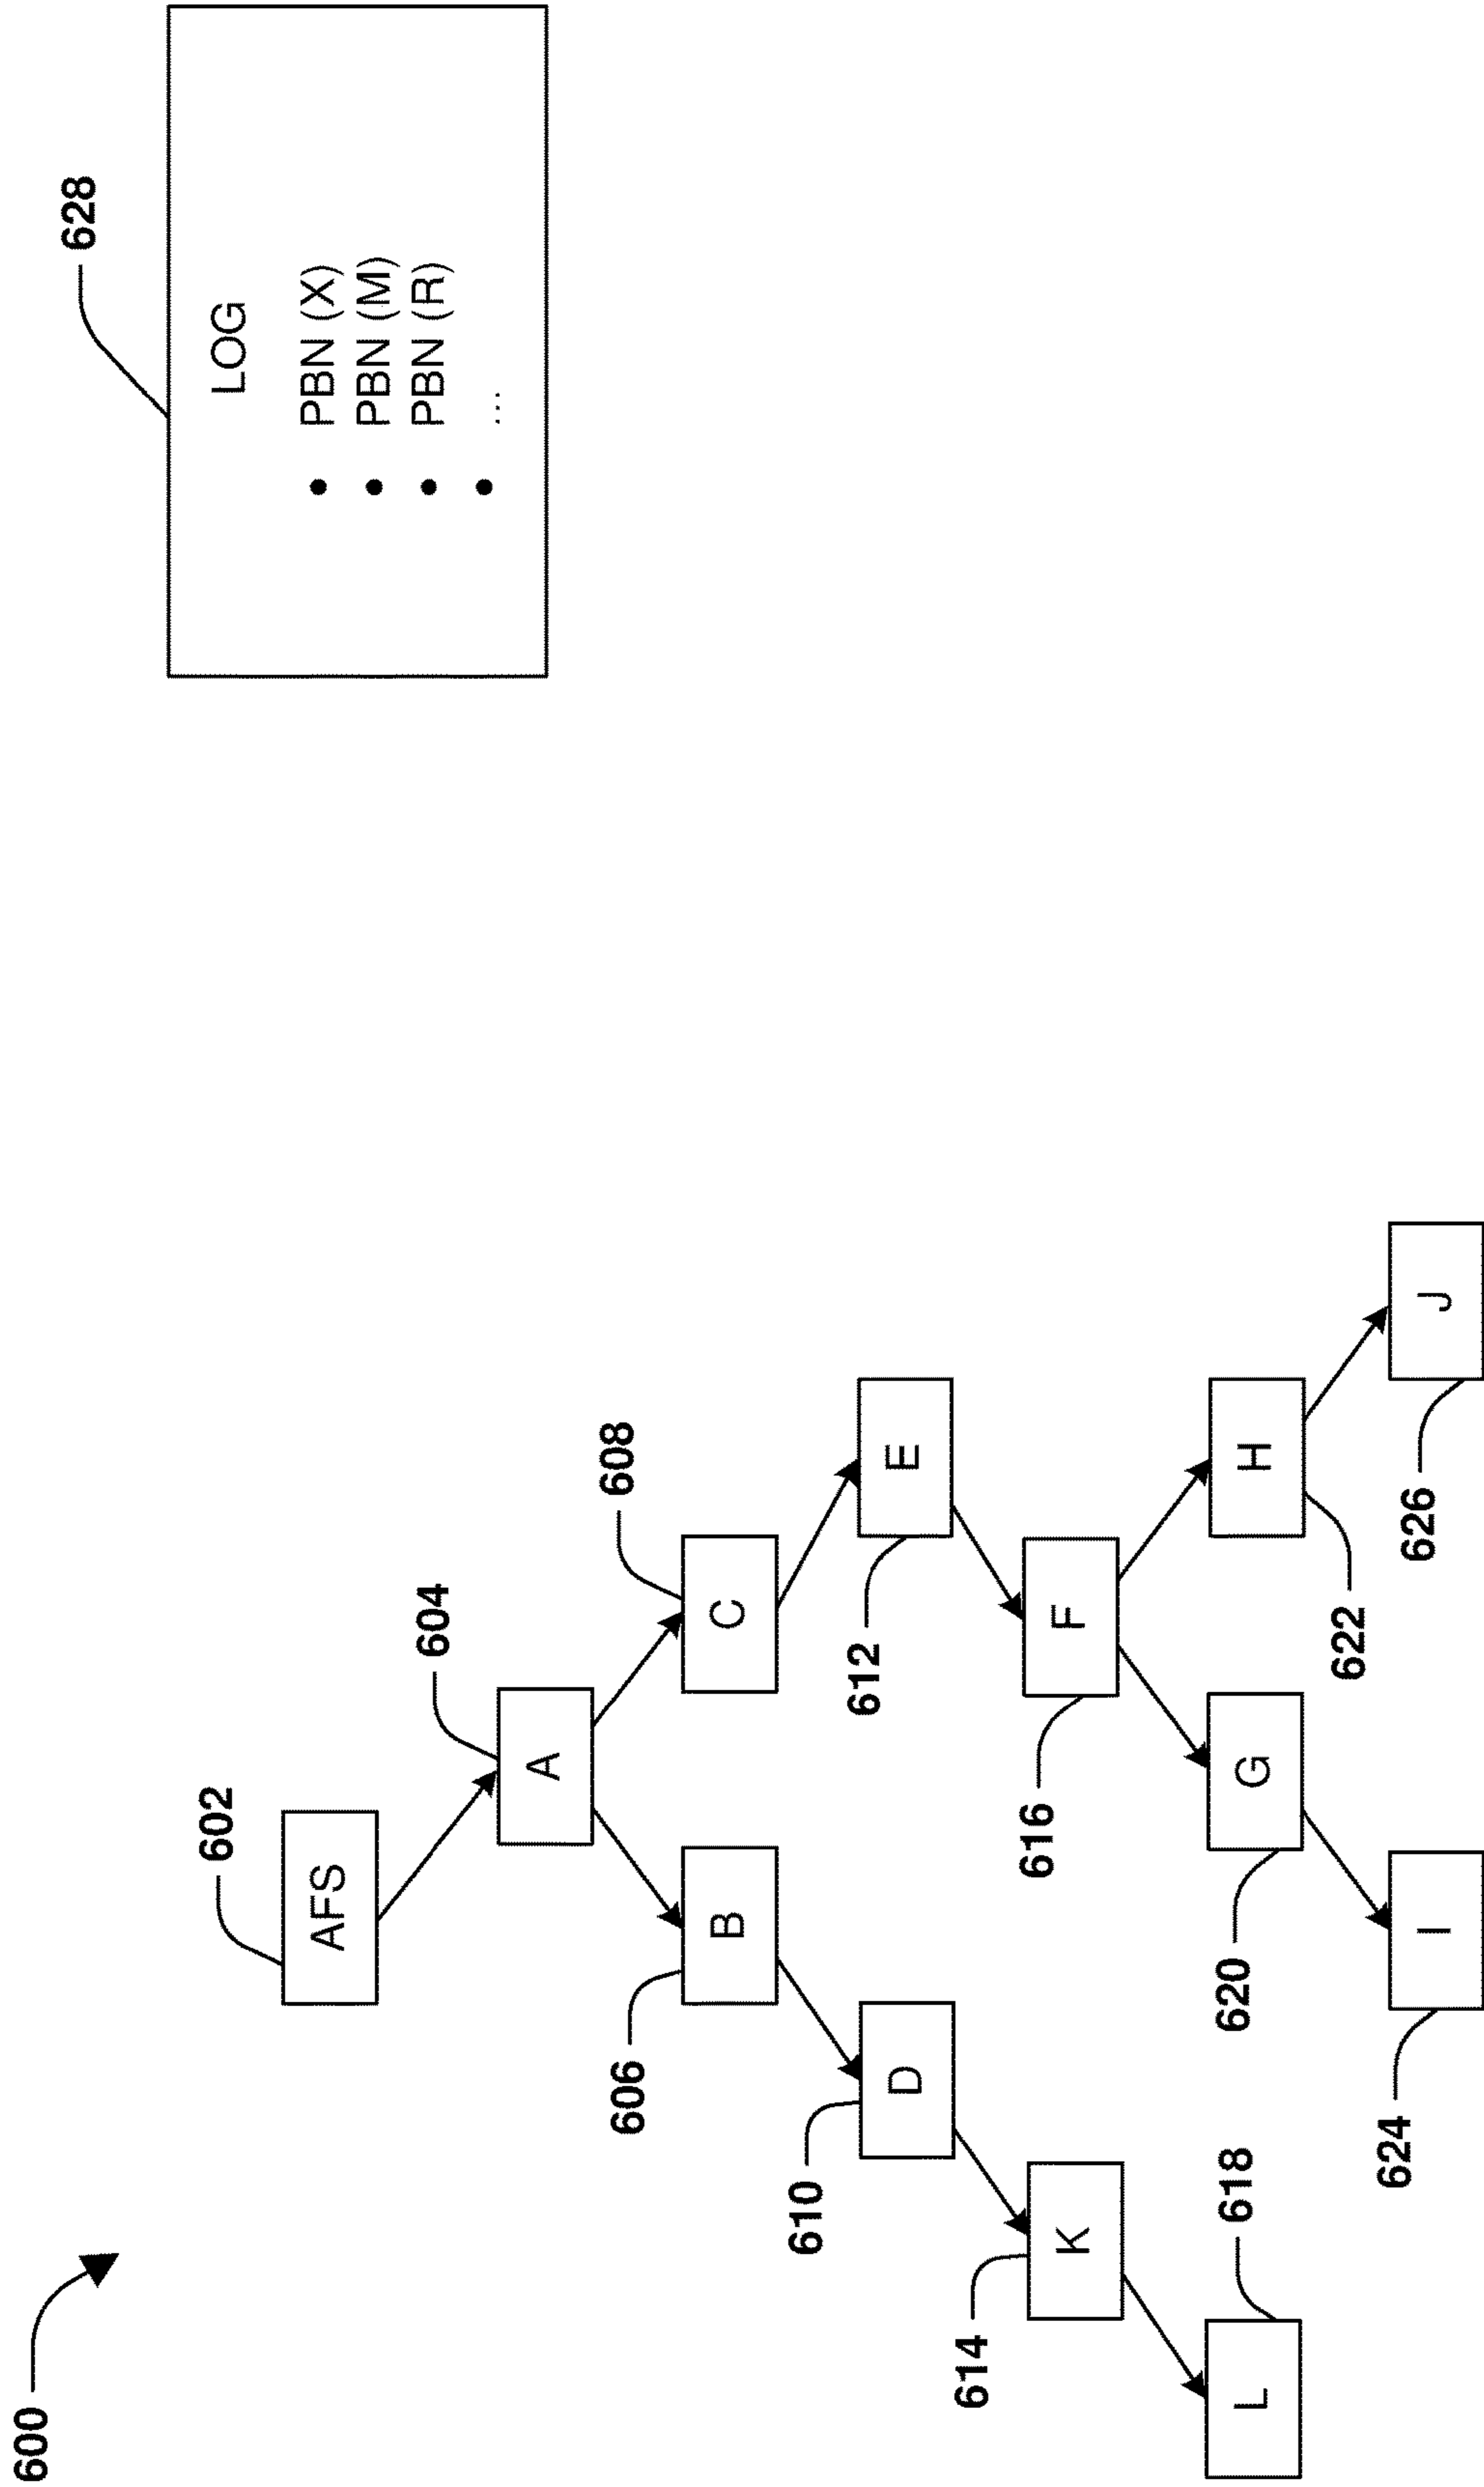 600
602
AFS
604
A
606
B
608
C
610
D
612
E
614
K
616
F
618
L
620
G
622
H
624
I
626
J
628
LOG
• PBN (X)
• PBN (M)
• PBN (R)
• ...